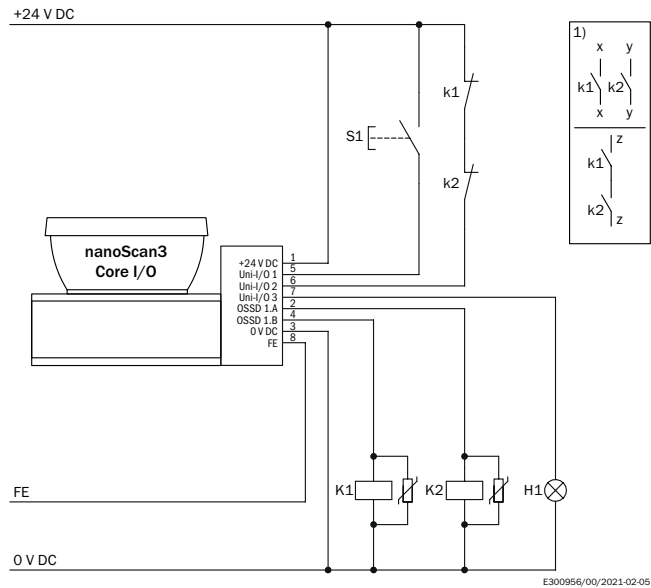 +24 V DC
1)
x y
k1 k2
x y
z
k1
k2
z
k1
S1
k2
nanoScan3
Core I/O
+24 V DC 1
Uni-I/O 1 5
Uni-I/O 2 6
Uni-I/O 3 7
OSSD 1.A 2
OSSD 1.B 4
0 V DC 3
FE 8
K1 K2 H1
FE
0 V DC
E300956/00/2021-02-05